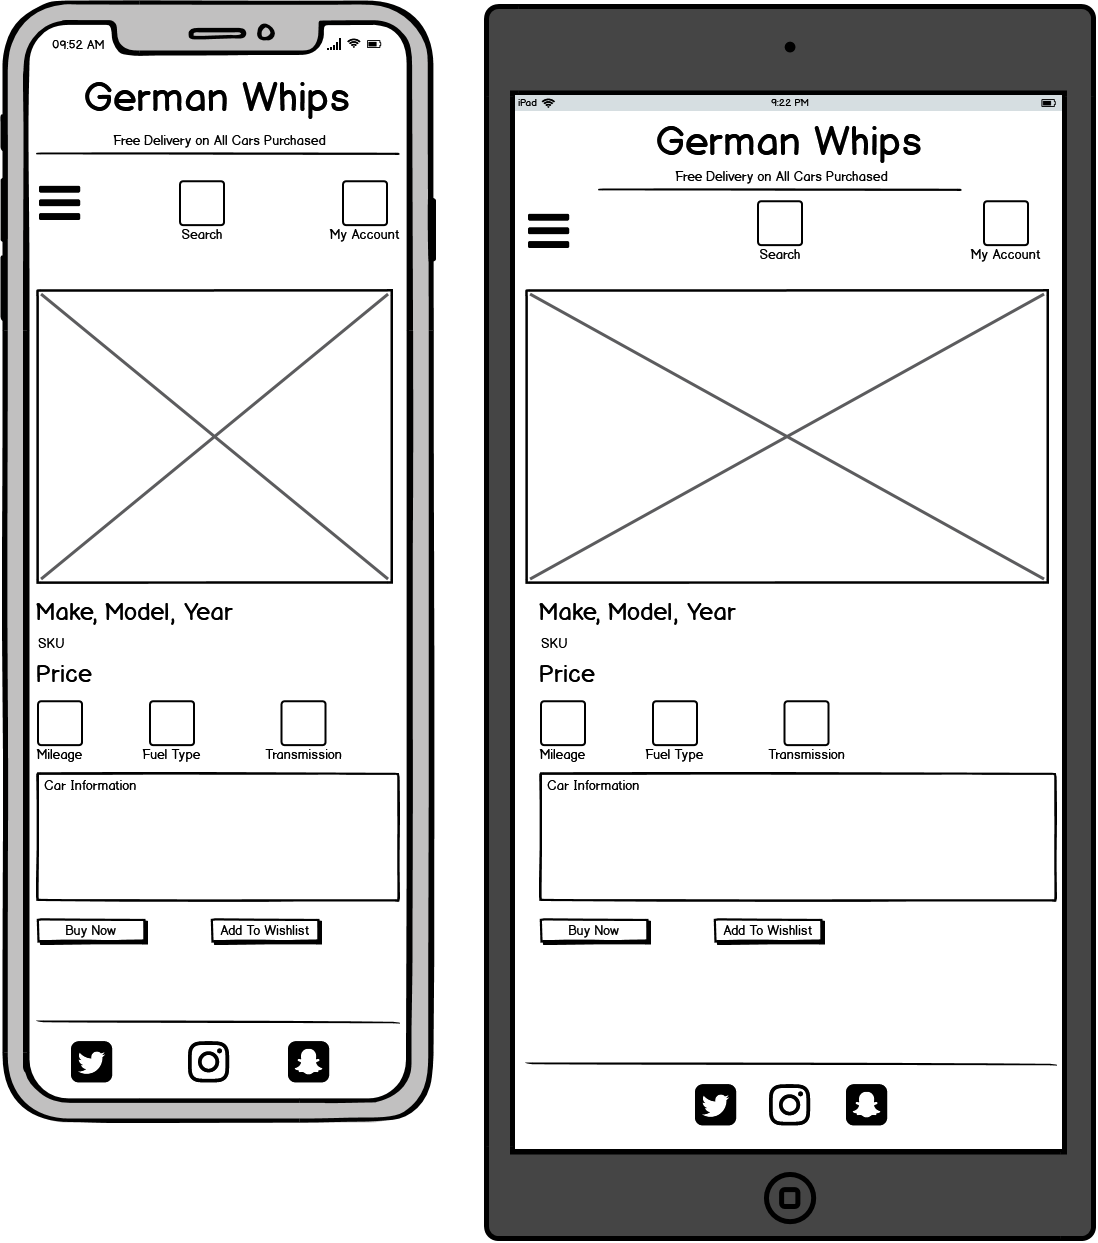 09:52 AM
German Whips
Free Delivery on All Cars Purchased
Search
My Account
Make, Model, Year
SKU
Price
Mileage
Fuel Type
Transmission
Car Information
Buy Now
Add To Wishlist
iPad
9:22 PM
German Whips
Free Delivery on All Cars Purchased
Search
My Account
Make, Model, Year
SKU
Price
Mileage
Fuel Type
Transmission
Car Information
Buy Now
Add To Wishlist